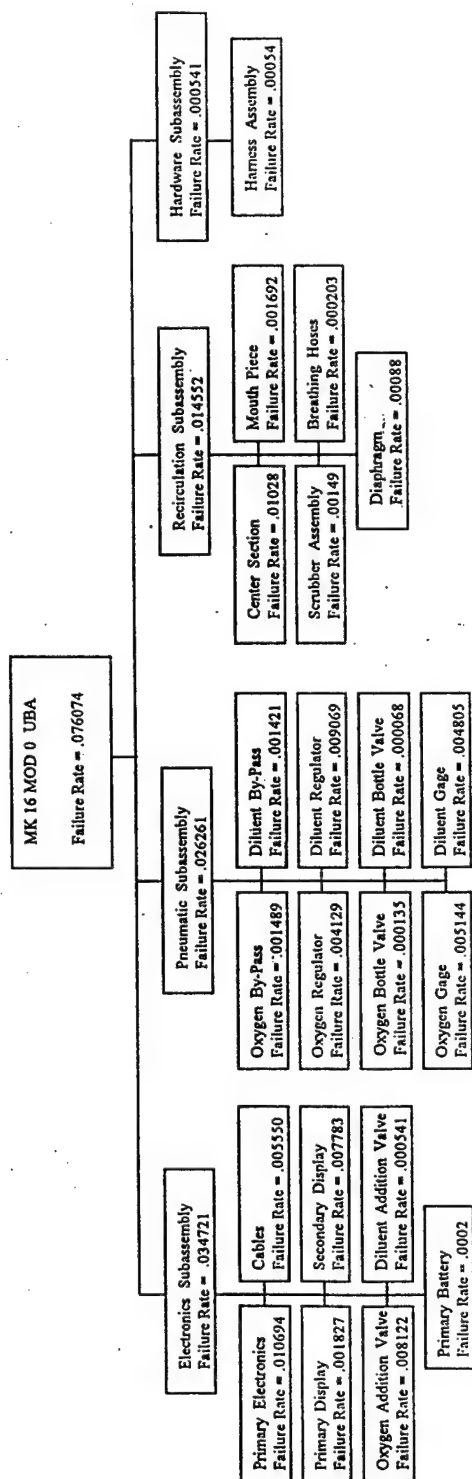 MK 16 MOD 0 UBA
Failure Rate = .076074
Electronics Subassembly
Failure Rate = .034721
Primary Electronics
Failure Rate = .010694
Cables
Failure Rate = .005550
Primary Display
Failure Rate = .001827
Secondary Display
Failure Rate = .007783
Oxygen Addition Valve
Failure Rate = .008122
Diluent Addition Valve
Failure Rate = .000541
Primary Battery
Failure Rate = .0002
Pneumatic Subassembly
Failure Rate = .026261
Oxygen By-Pass
Failure Rate = .001489
Diluent By-Pass
Failure Rate = .001421
Oxygen Regulator
Failure Rate = .004129
Diluent Regulator
Failure Rate = .009069
Oxygen Bottle Valve
Failure Rate = .000135
Diluent Bottle Valve
Failure Rate = .000068
Oxygen Gage
Failure Rate = .005144
Diluent Gage
Failure Rate = .004805
Recirculation Subassembly
Failure Rate = .014552
Center Section
Failure Rate = .01028
Mouth Piece
Failure Rate = .001692
Scrubber Assembly
Failure Rate = .00149
Breathing Hoses
Failure Rate = .000203
Diaphragm
Failure Rate = .00088
Hardware Subassembly
Failure Rate = .000541
Harness Assembly
Failure Rate = .00054